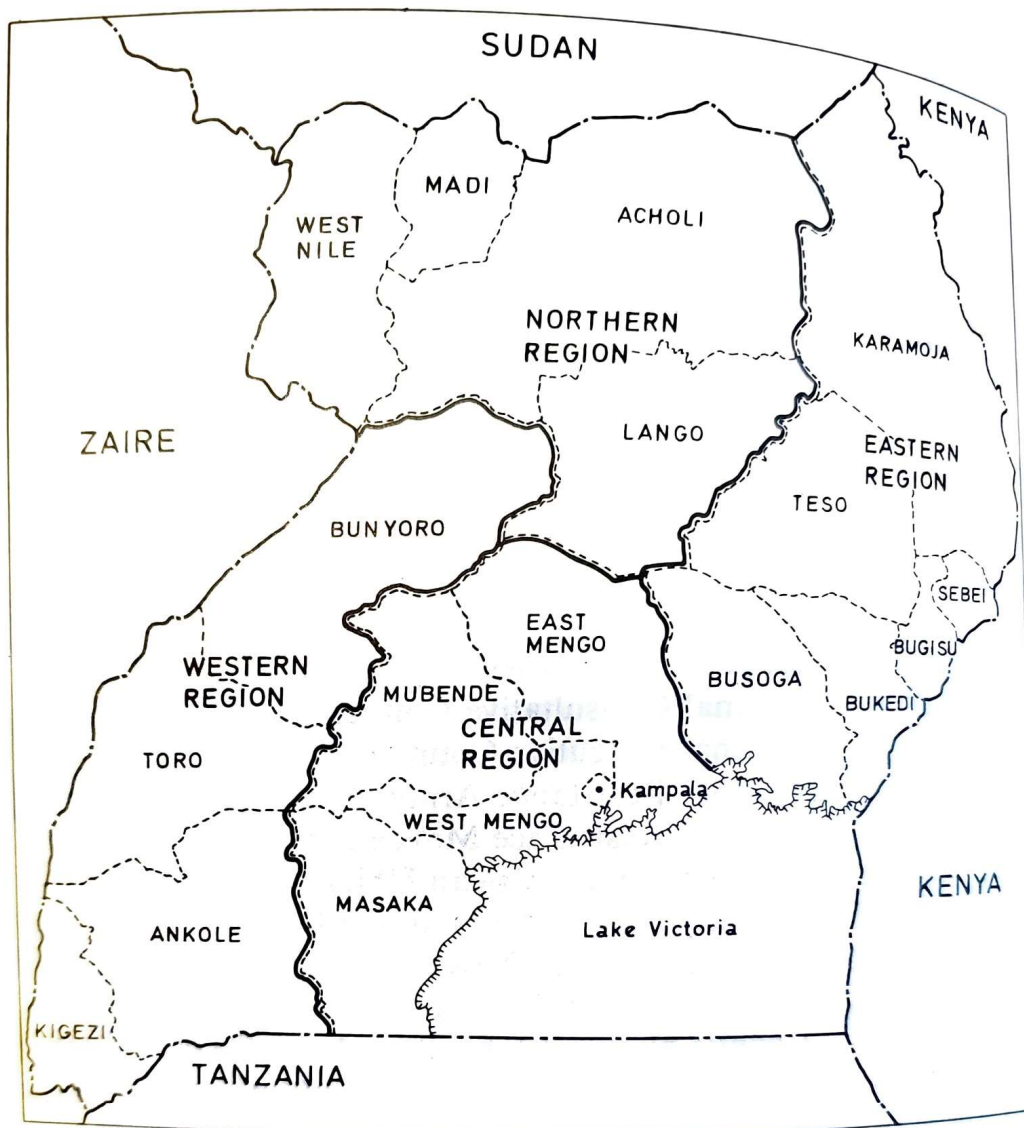 SUDAN
KENYA
MADI
WEST
NILE
ACHOLI
NORTHERN
REGION
KARAMOJA
ZAIRE
LANGO
EASTERN
REGION
TESO
BUNYORO
SEBEI
EAST
MENGO
BUGISU
WESTERN
REGION
MUBENDE
BUSOGA
BUKEDI
CENTRAL
REGION
TORO
Kampala
WEST MENGO
MASAKA
KENYA
ANKOLE
Lake Victoria
KIGEZI
TANZANIA